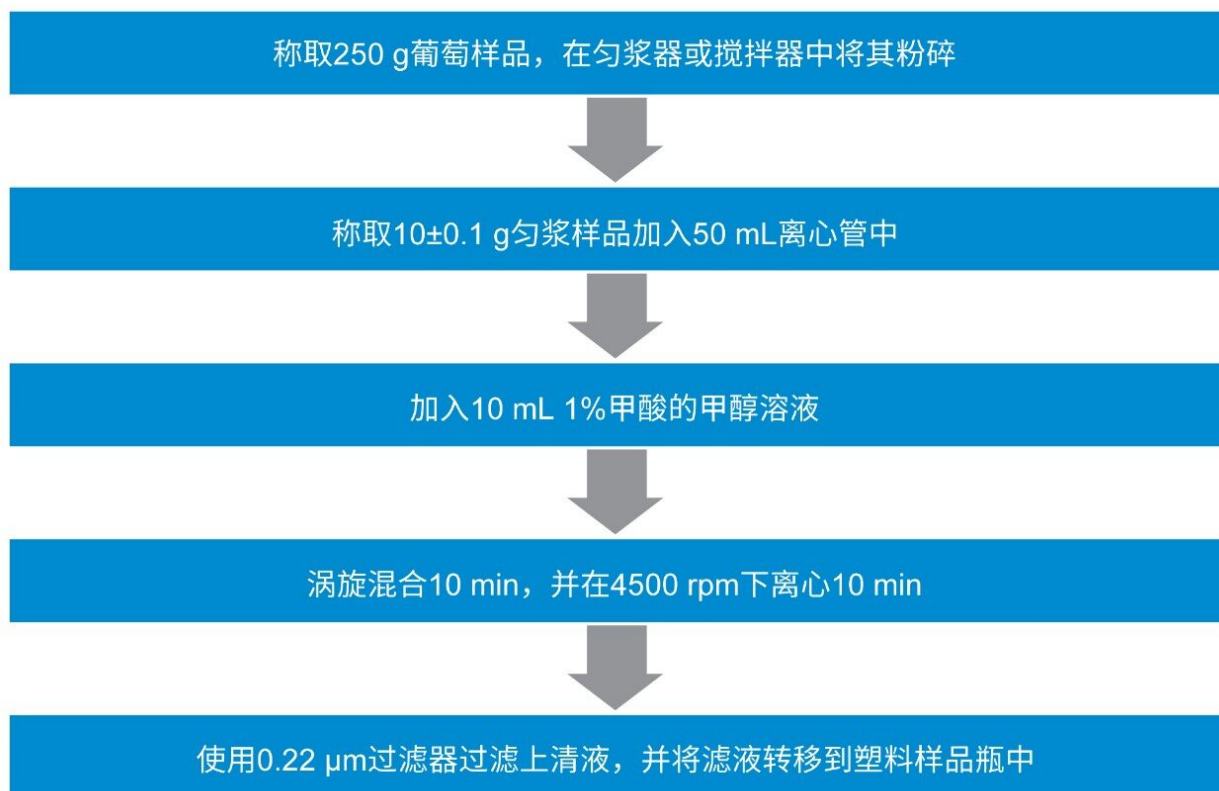 称取250 g葡萄样品，在匀浆器或搅拌器中将其粉碎
称取10±0.1 g匀浆样品加入50 mL离心管中
加入10 mL 1%甲酸的甲醇溶液
涡旋混合10 min，并在4500 rpm下离心10 min
使用0.22 μm过滤器过滤上清液，并将滤液转移到塑料样品瓶中